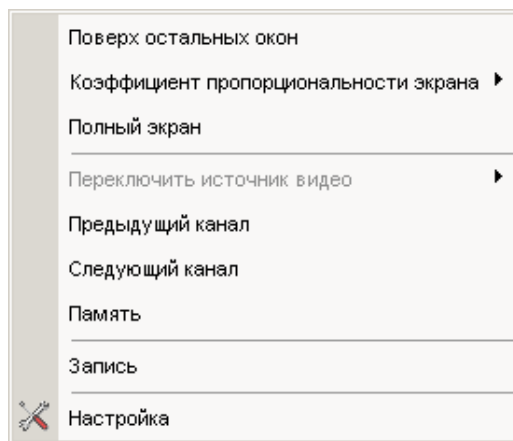 Поверх остальных окон
Коэффициент пропорциональности экрана
Полный экран
Переключить источник видео
Предыдущий канал
Следующий канал
Память
Запись
Настройка